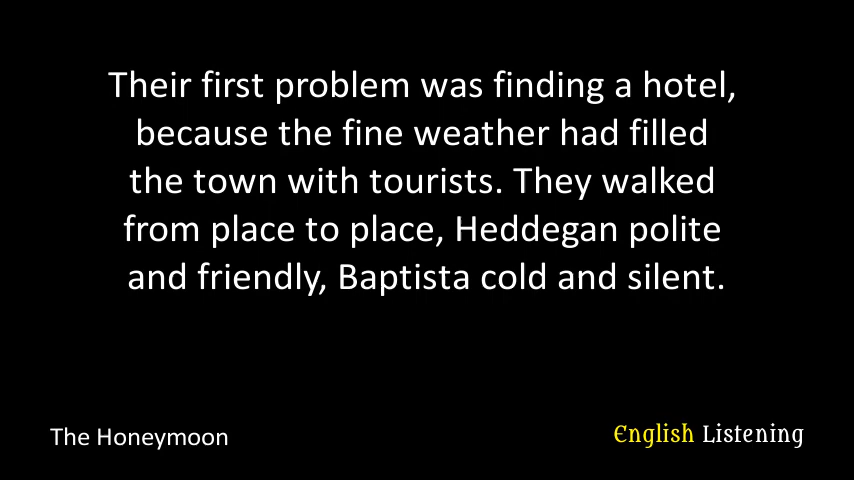 Their first problem was finding a hotel,
because the fine weather had filled
the town with tourists. They walked
from place to place, Heddegan polite
and friendly, Baptista cold and silent.
The Honeymoon
English Listening